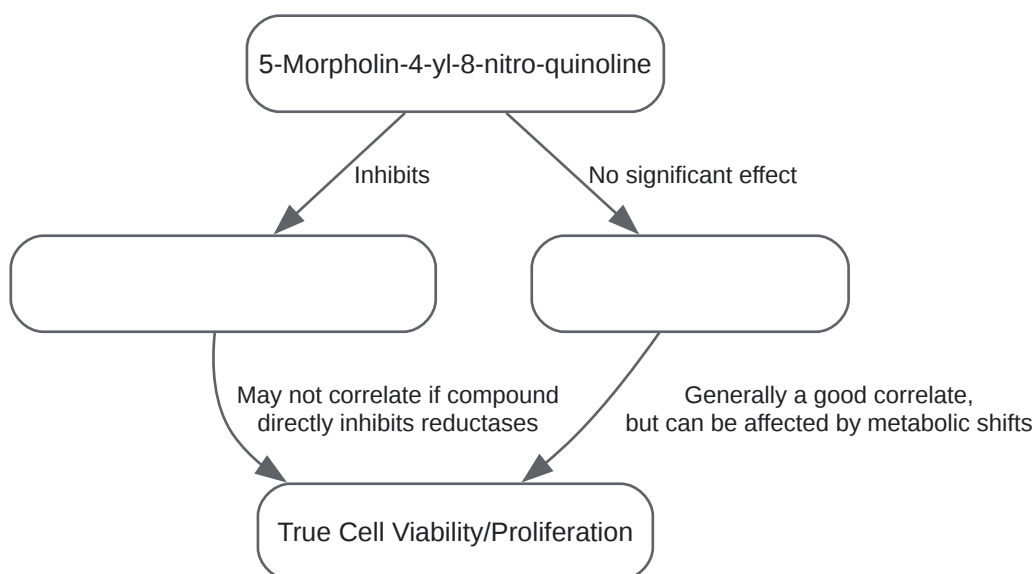 5-Morpholin-4-yl-8-nitro-quinoline
Inhibits
No significant effect
May not correlate if compound
directly inhibits reductases
Generally a good correlate,
but can be affected by metabolic shifts
True Cell Viability/Proliferation